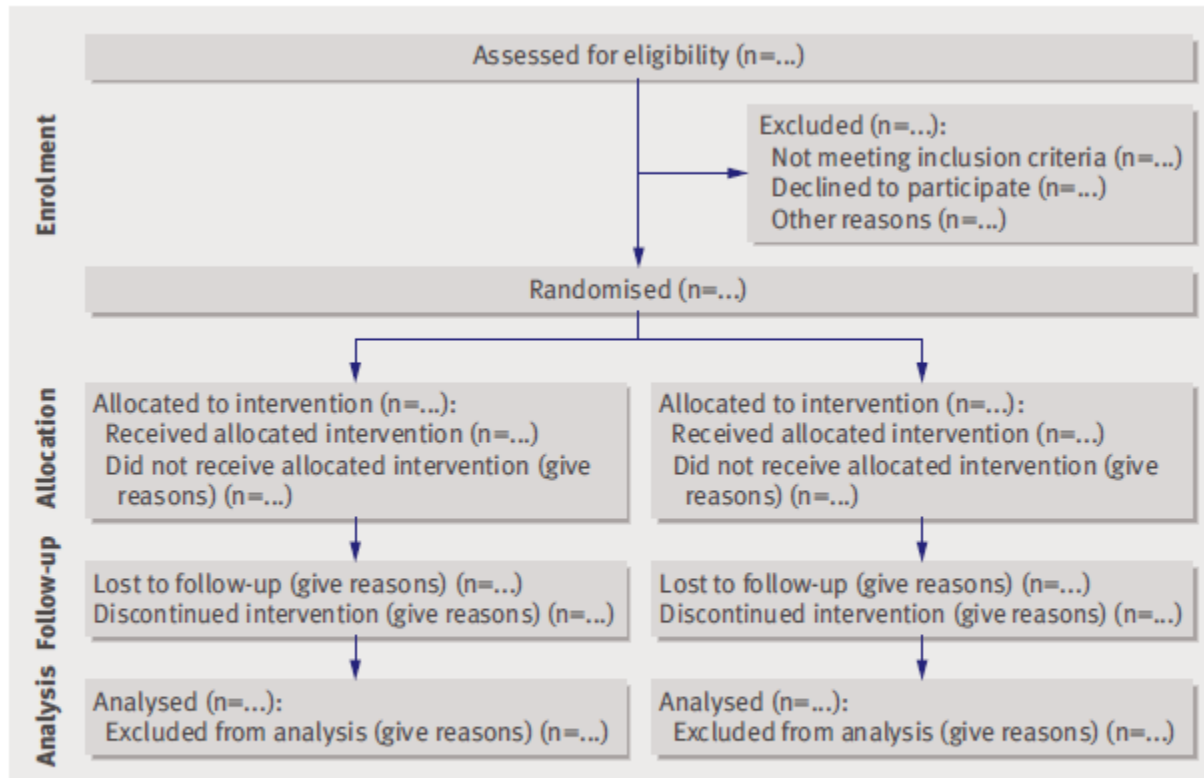 Enrolment
Assessed for eligibility (n=...)
Excluded (n=...):
Not meeting inclusion criteria (n=...)
Declined to participate (n=...)
Other reasons (n=...)
Randomised (n=...)
Allocation
Allocated to intervention (n=...):
Received allocated intervention (n=...)
Did not receive allocated intervention (give
reasons) (n=...)
Allocated to intervention (n=...):
Received allocated intervention (n=...)
Did not receive allocated intervention (give
reasons) (n=...)
Follow-up
Lost to follow-up (give reasons) (n=...)
Discontinued intervention (give reasons) (n=...)
Lost to follow-up (give reasons) (n=...)
Discontinued intervention (give reasons) (n=...)
Analysis
Analysed (n=...):
Excluded from analysis (give reasons) (n=...)
Analysed (n=...):
Excluded from analysis (give reasons) (n=...)